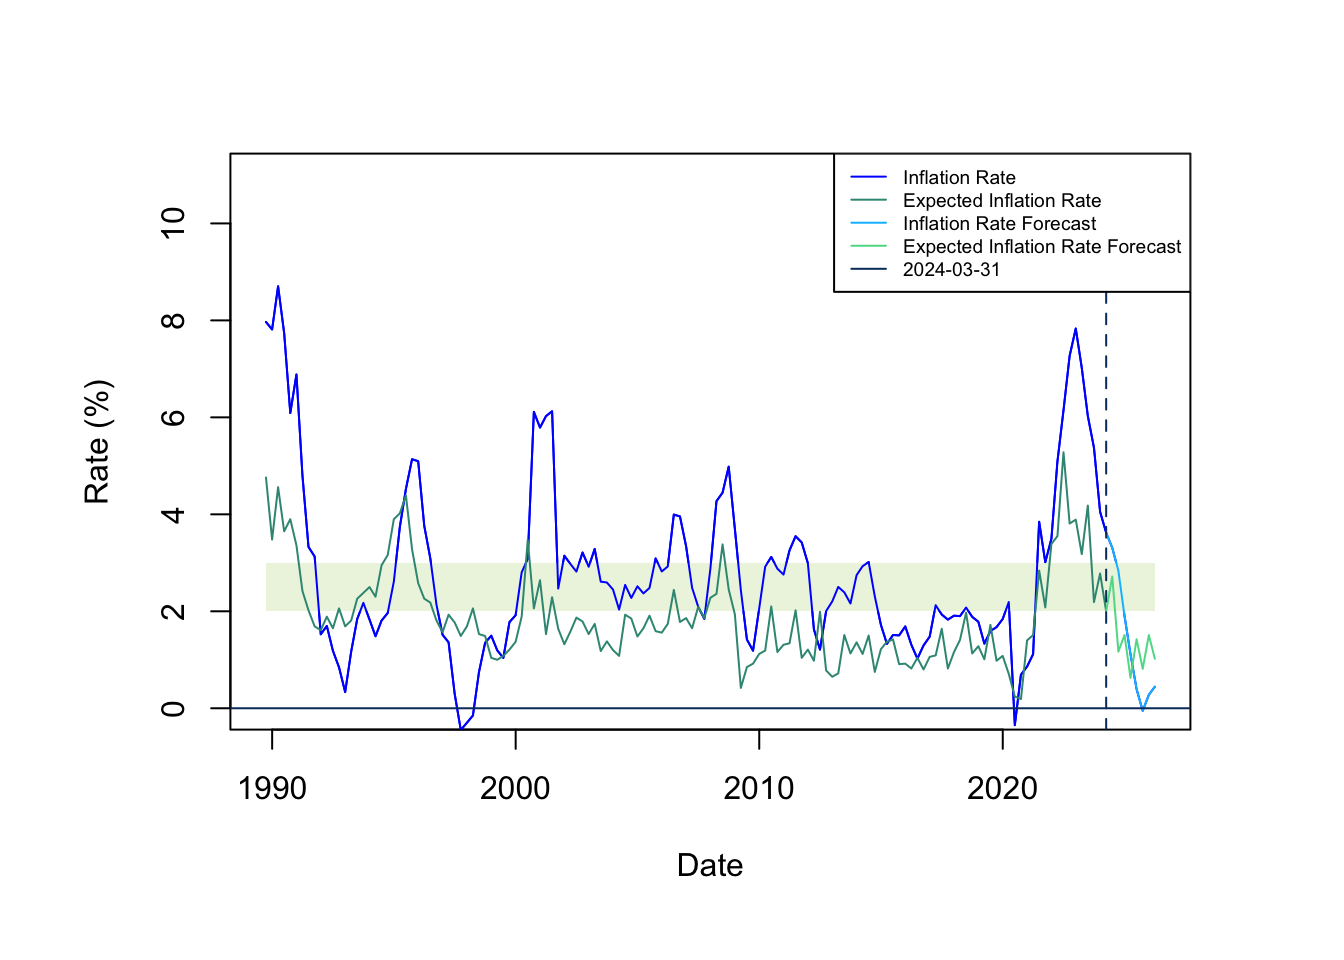 Inflation Rate
Expected Inflation Rate
Inflation Rate Forecast
Expected Inflation Rate Forecast
2024-03-31
Rate (%)
10
8
6
4
2
0
1990 2000 2010 2020
Date